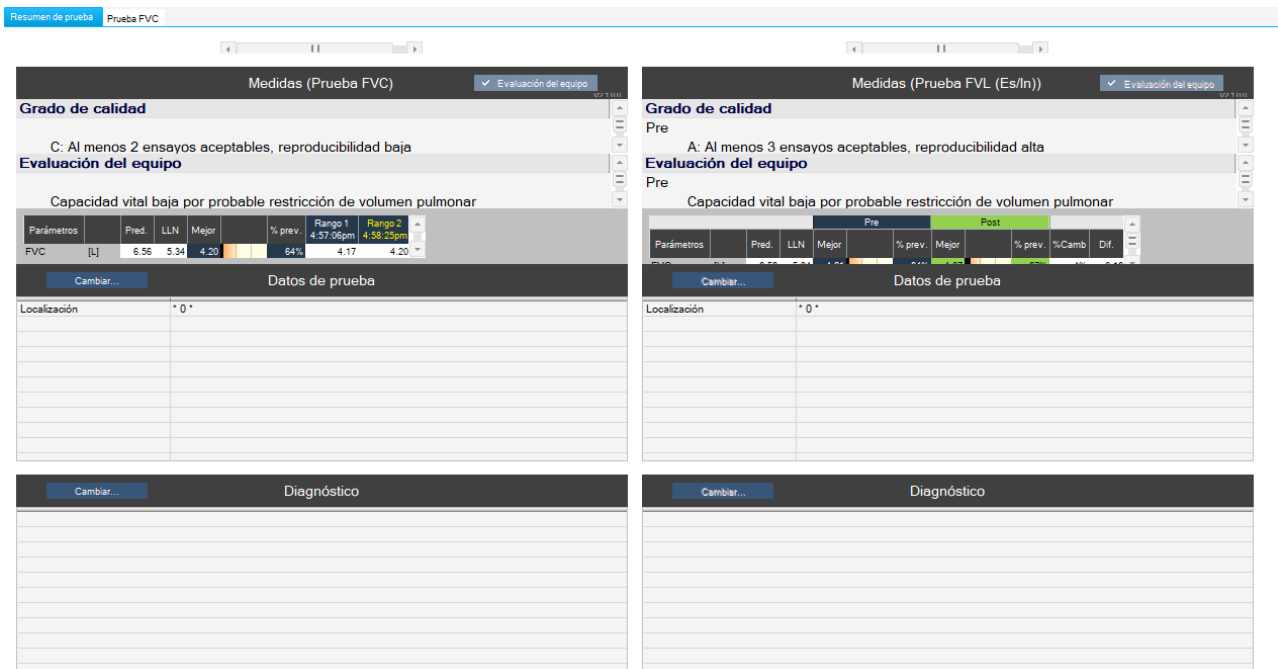 Resumen de prueba Prueba FVC
Medidas (Prueba FVC) Evaluación del equipo
Grado de calidad
C: Al menos 2 ensayos aceptables, reproducibilidad baja
Evaluación del equipo
Capacidad vital baja por probable restricción de volumen pulmonar
Parámetros Pred. LLN Mejor % prev. Rango 1 4:57:06pm Rango 2 4:58:25pm
FVC [L] 6.56 5.34 4.20 64% 4.17 4.20
Cambiar... Datos de prueba
Localización * 0 *
Cambiar... Diagnóstico
Medidas (Prueba FVL (Es/In)) Evaluación del equipo
Grado de calidad
Pre
A: Al menos 3 ensayos aceptables, reproducibilidad alta
Evaluación del equipo
Pre
Capacidad vital baja por probable restricción de volumen pulmonar
Pre Post
Parámetros Pred. LLN Mejor % prev. Mejor % prev. %Camb Dif.
Cambiar... Datos de prueba
Localización * 0 *
Cambiar... Diagnóstico